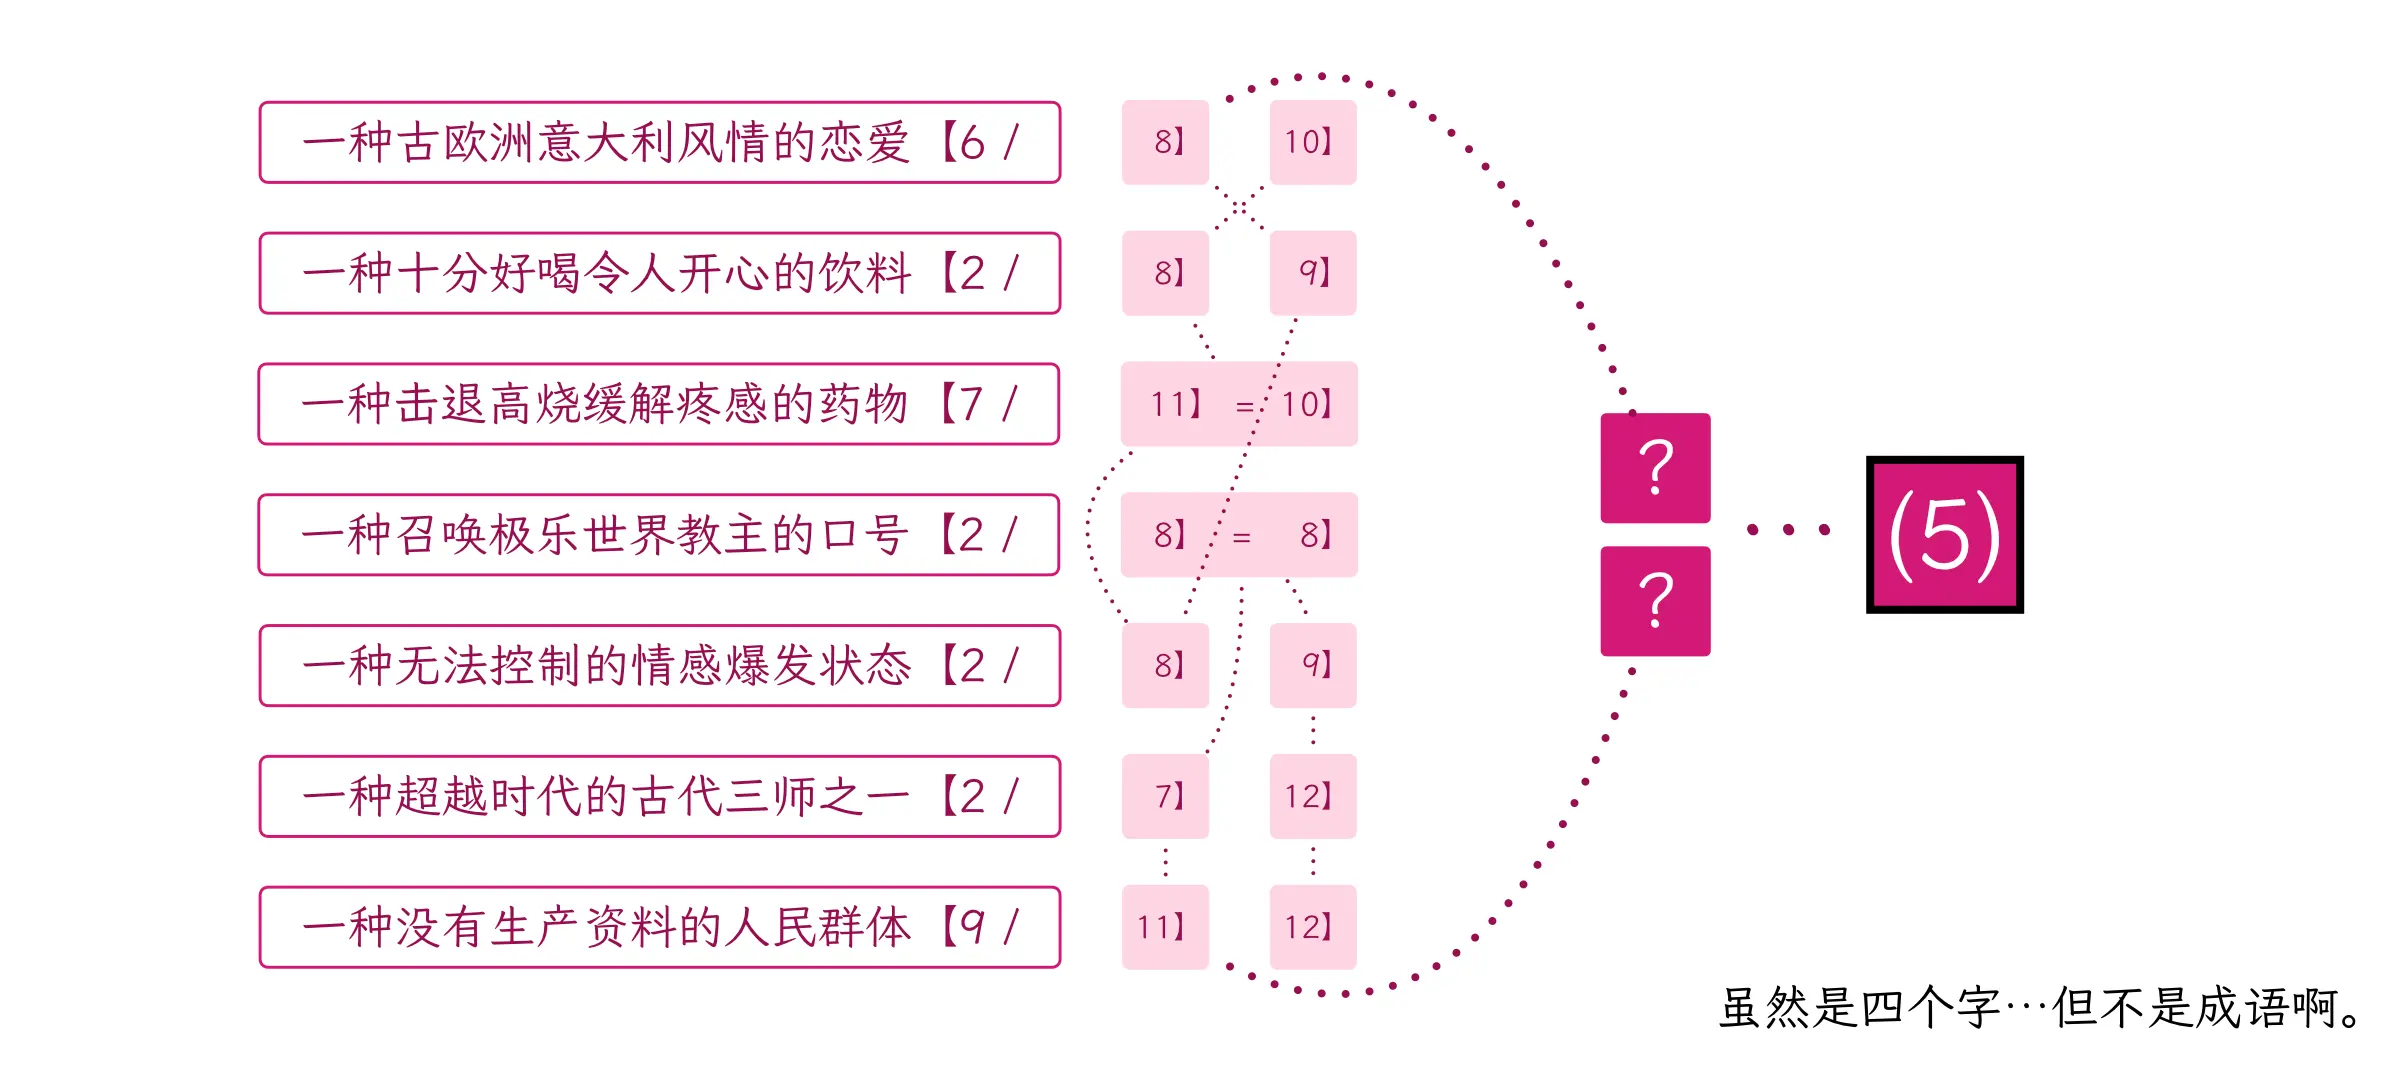 一种古欧洲意大利风情的恋爱【6 / 8】 10】
一种十分好喝令人开心的饮料【2 / 8】 9】
一种击退高烧缓解疼感的药物【7 / 11】 = 10】
一种召唤极乐世界教主的口号【2 / 8】 = 8】
一种无法控制的情感爆发状态【2 / 8】 9】
一种超越时代的古代三师之一【2 / 7】 12】
一种没有生产资料的人民群体【9 / 11】 12】
?
?
(5)
虽然是四个字…但不是成语啊。